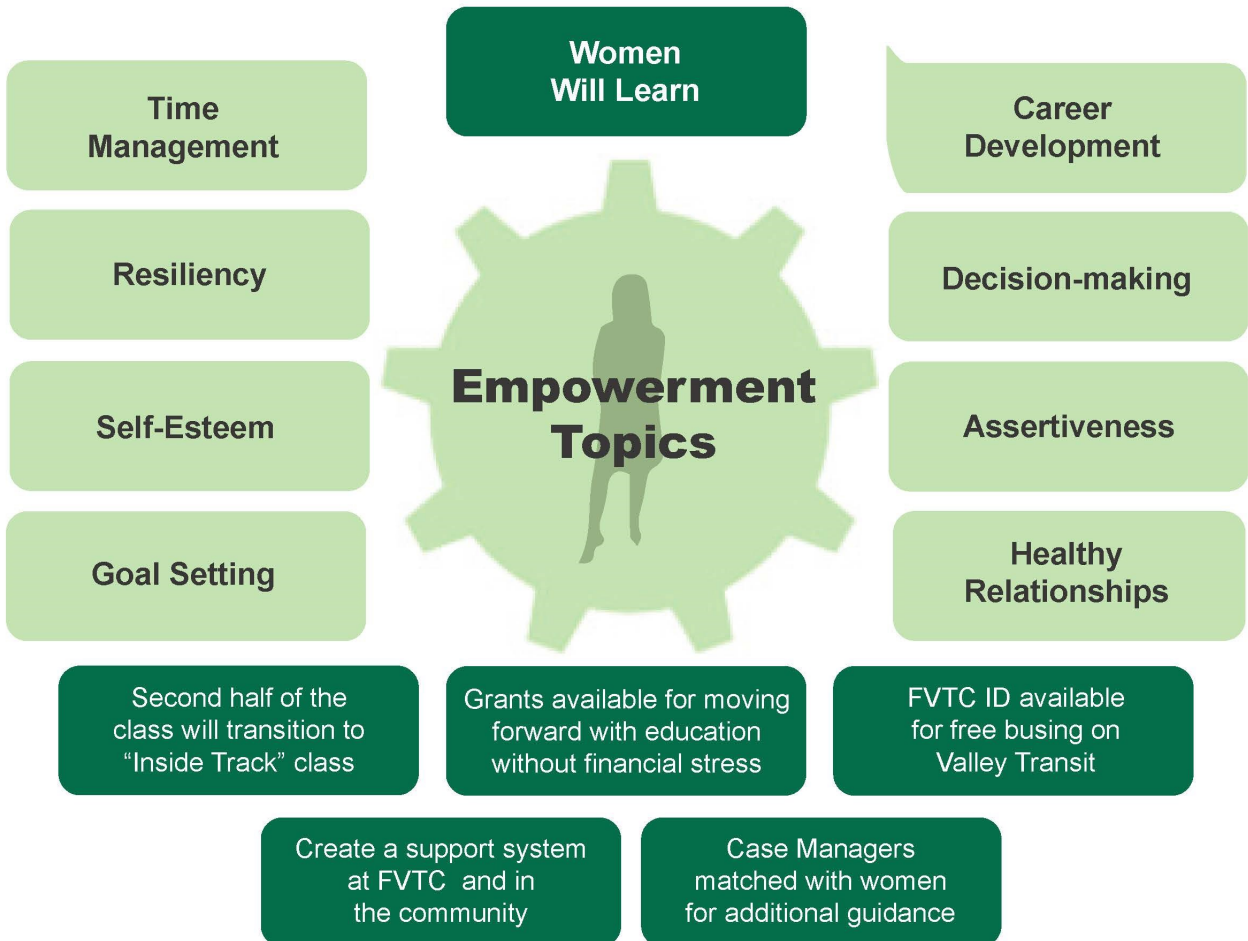 Women
Will Learn
Time
Management
Resiliency
Self-Esteem
Goal Setting
Empowerment
Topics
Career
Development
Decision-making
Assertiveness
Healthy
Relationships
Second half of the
class will transition to
“Inside Track” class
Grants available for moving
forward with education
without financial stress
FVTC ID available
for free busing on
Valley Transit
Create a support system
at FVTC and in
the community
Case Managers
matched with women
for additional guidance